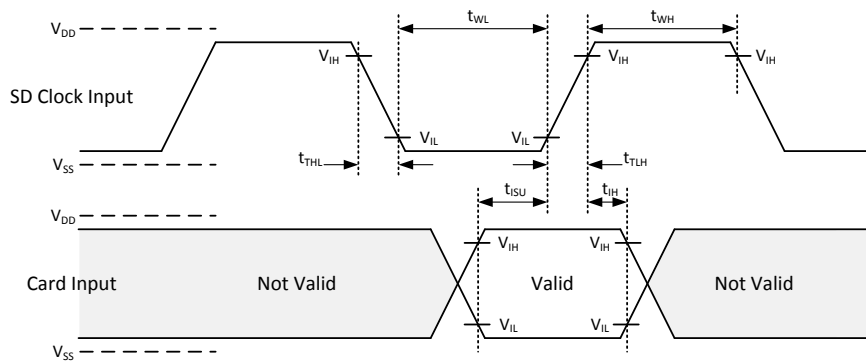 V_DD
t_WL
t_WH
V_IH
V_IH
V_IH
SD Clock Input
V_IL
V_IL
V_SS
t_THL
t_TLH
t_ISU
t_IH
V_DD
V_IH
V_IH
Card Input
Not Valid
Valid
Not Valid
V_IL
V_IL
V_SS